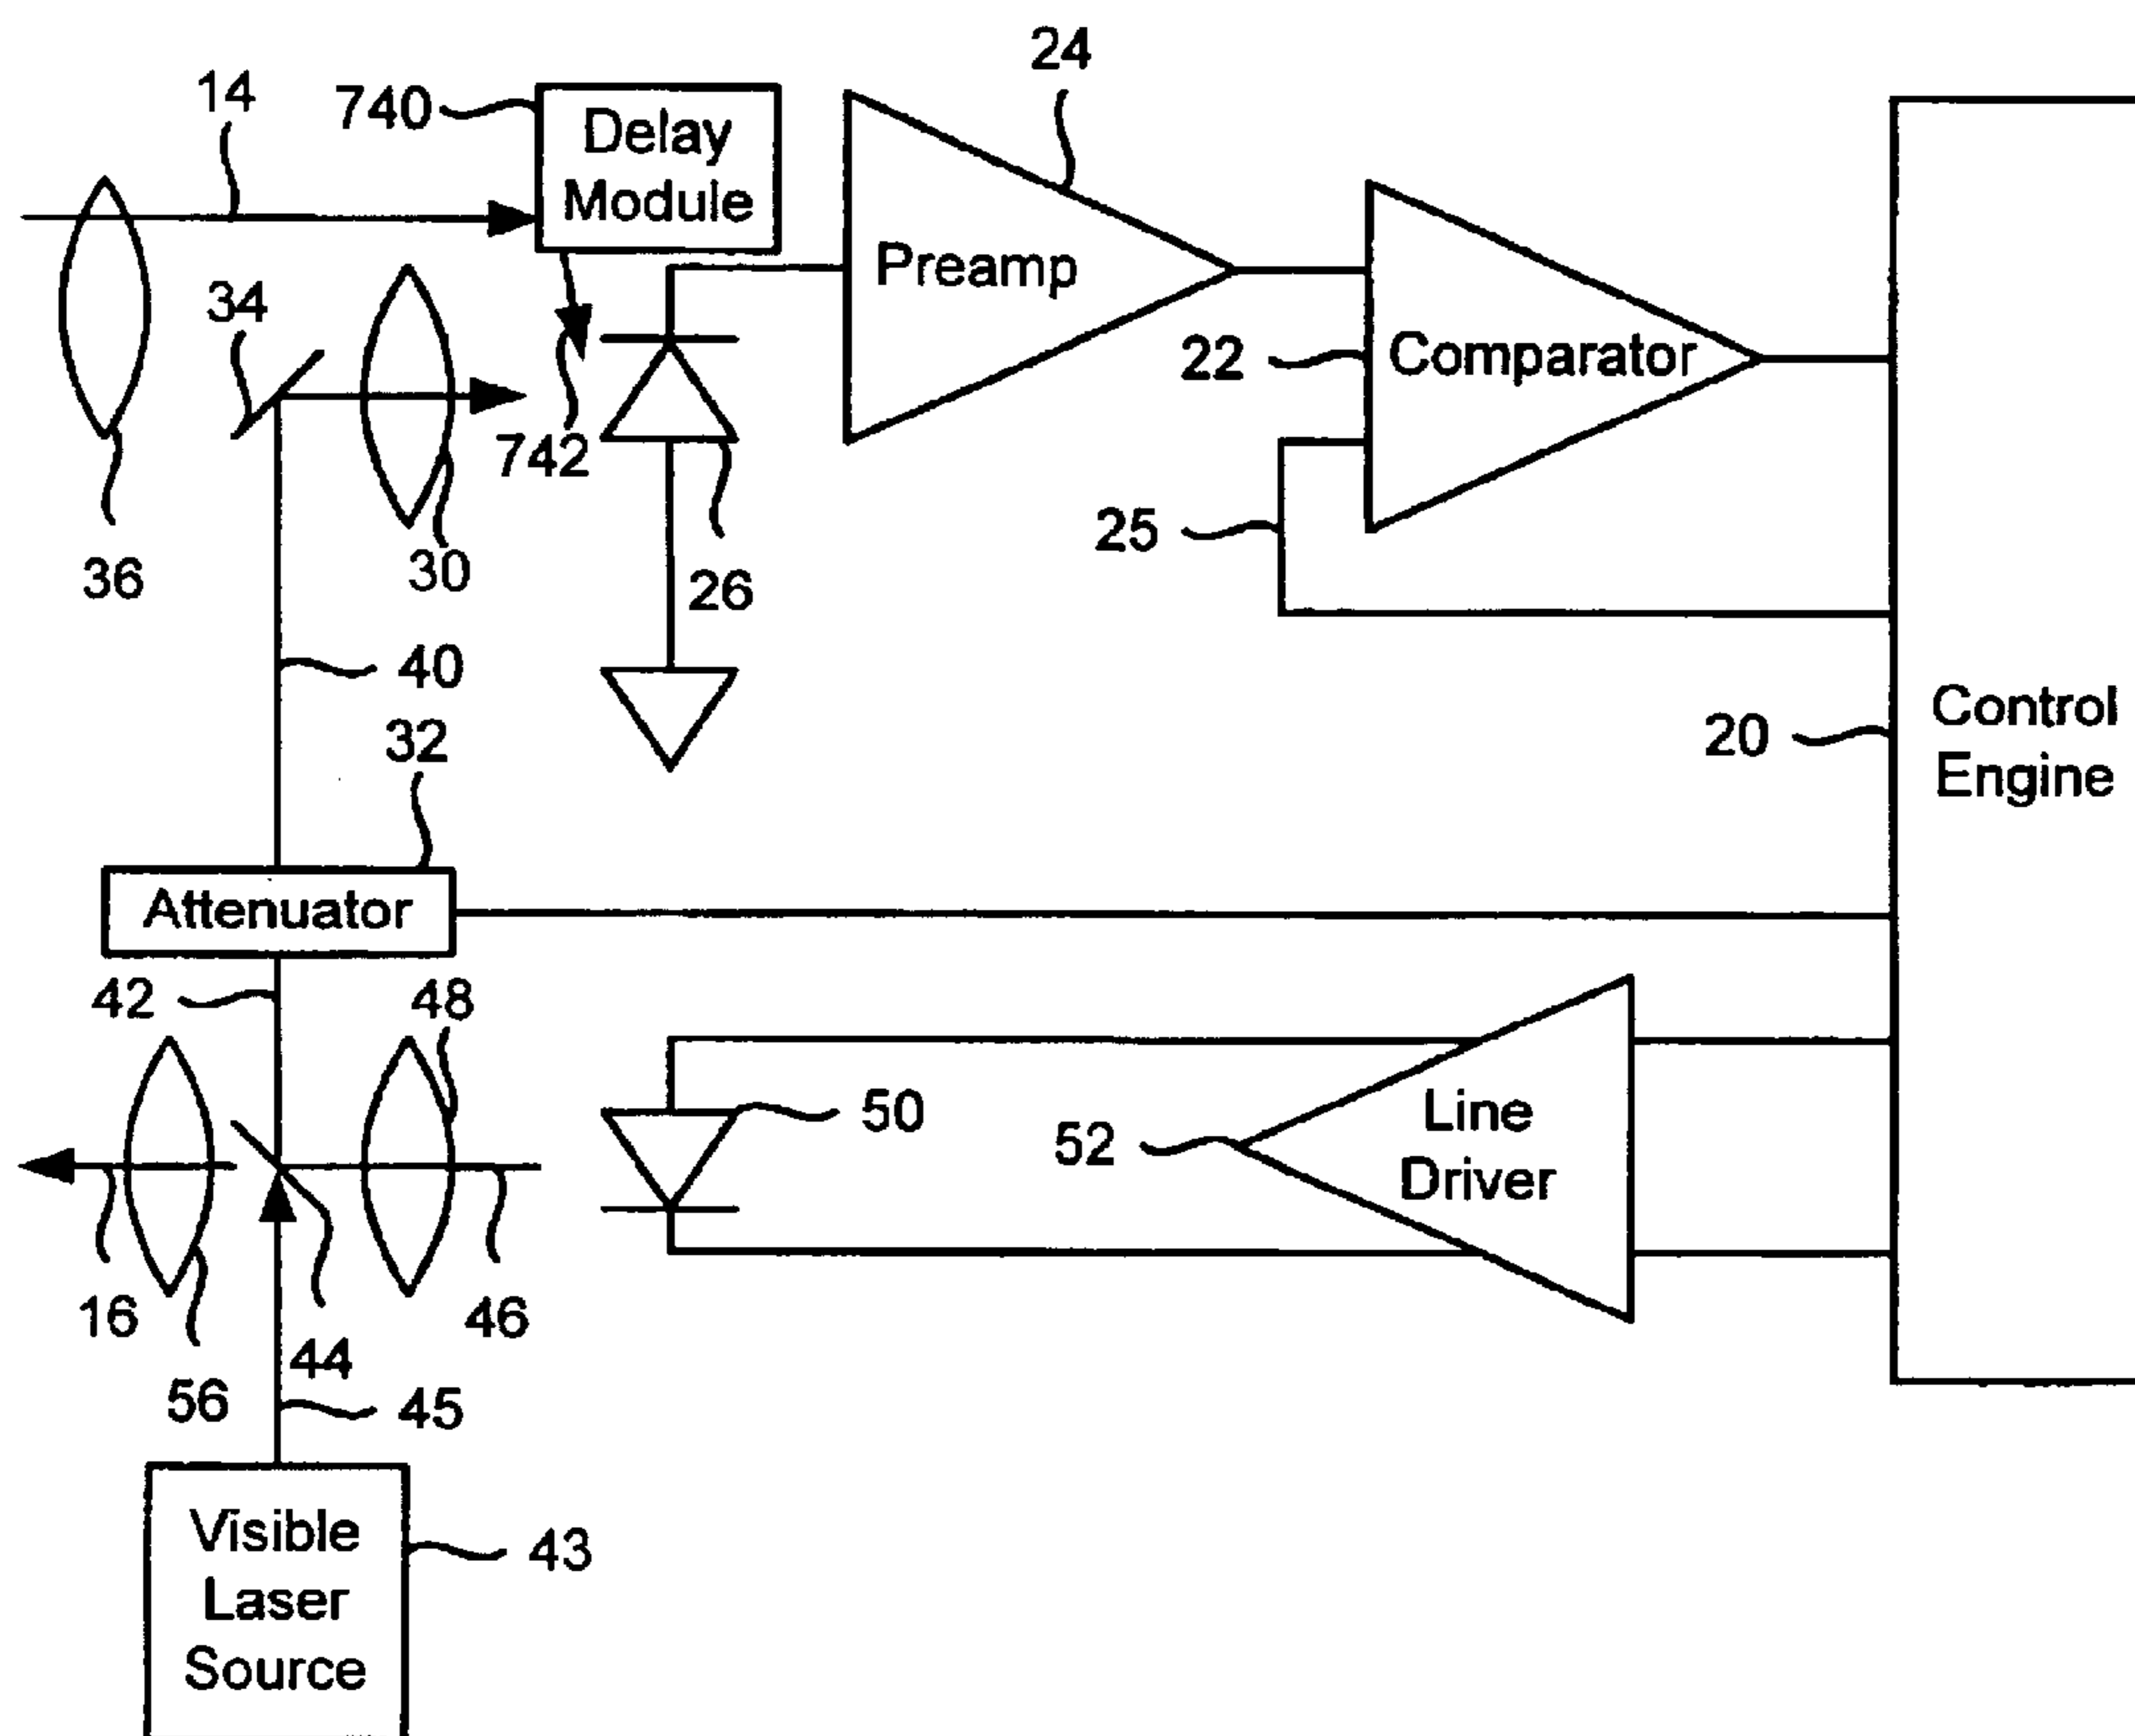 24
14
740
Delay
Module
34
Preamp
22
Comparator
742
25
36
30
26
40
32
20
Control
Engine
Attenuator
42
48
50
52
Line
Driver
16
46
44
56
45
Visible
Laser
Source
43